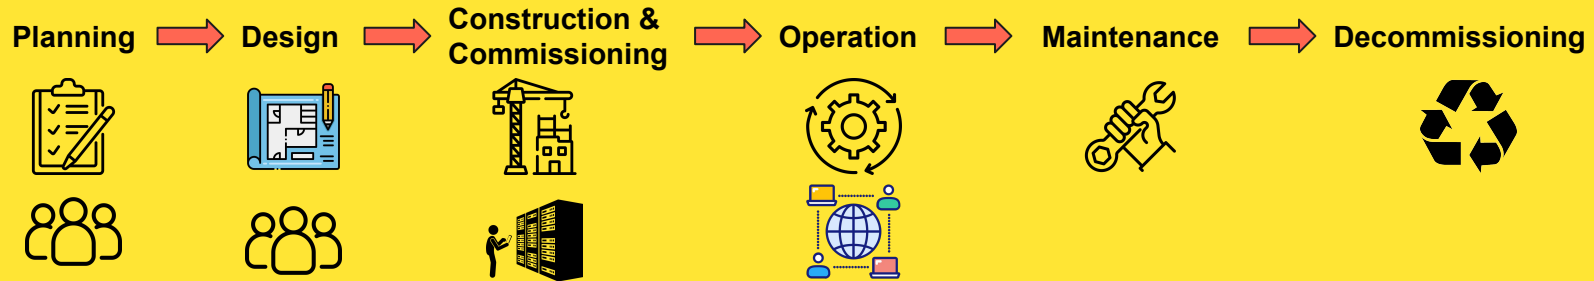 Planning
Design
Construction &
Commissioning
Operation
Maintenance
Decommissioning